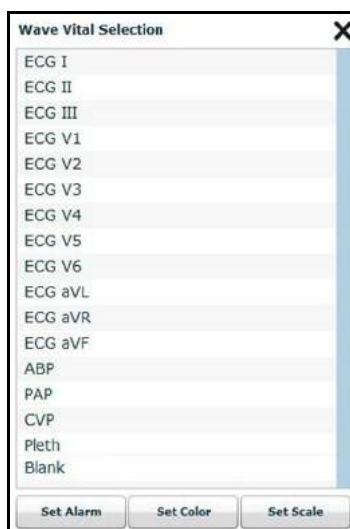 Wave Vital Selection X
ECG I
ECG II
ECG III
ECG V1
ECG V2
ECG V3
ECG V4
ECG V5
ECG V6
ECG aVL
ECG aVR
ECG aVF
ABP
PAP
CVP
Pleth
Blank
Set Alarm Set Color Set Scale